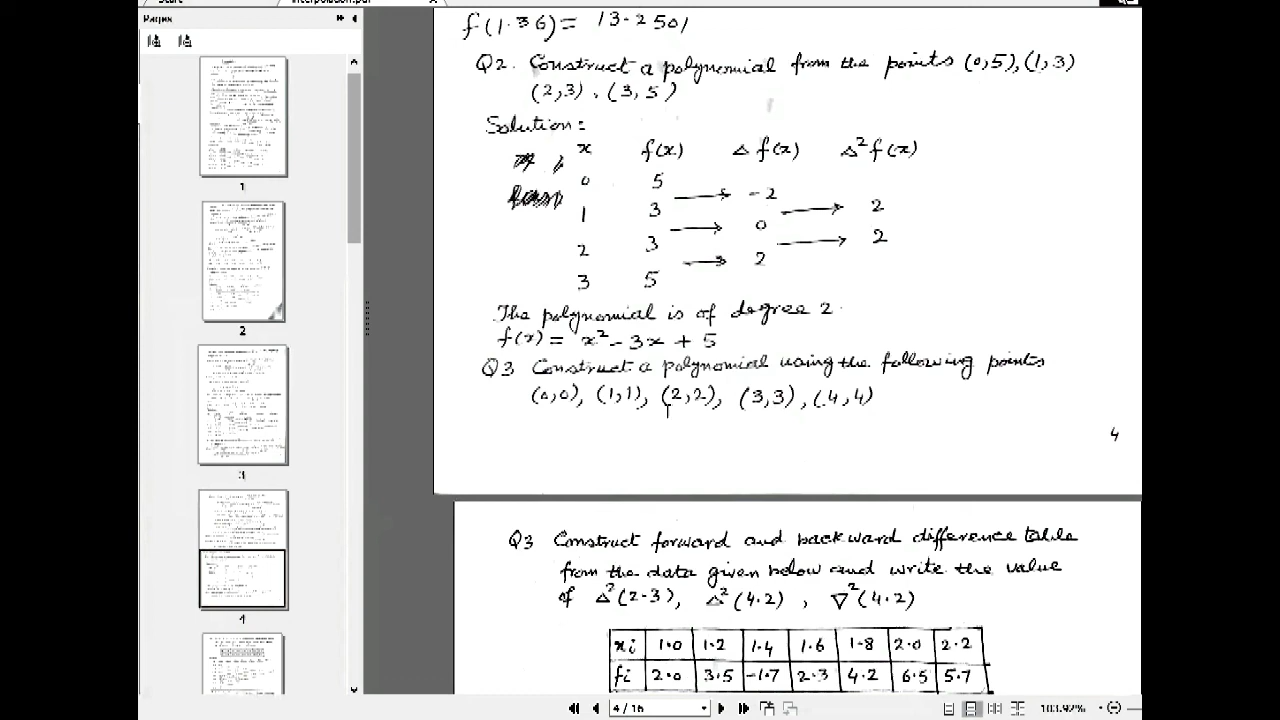 Pages
1
2
3
4
f(1.36) = 13.2501
Q2. Construct a polynomial from the points (0,5), (1,3)
(2,3), (3,5)
Solution:
x f(x) Δf(x) Δ²f(x)
0 5
→ -2
1 3 → 2
→ 0
2 3 → 2
→ 2
3 5
The polynomial is of degree 2.
f(x) = x² - 3x + 5
Q3 Construct a polynomial using the following points
(0,0), (1,1), (2,2), (3,3), (4,4)
4
Q3 Construct forward and backward difference table
from the data given below and write the value
of Δ²(2.3), Δ²(4.2), ∇²(4.2)
xi 1.0 1.2 1.4 1.6 1.8 2.0 2.2
fi 2.0 3.5 -1.7 2.3 4.2 6.5 5.7
4 / 16 103.92%